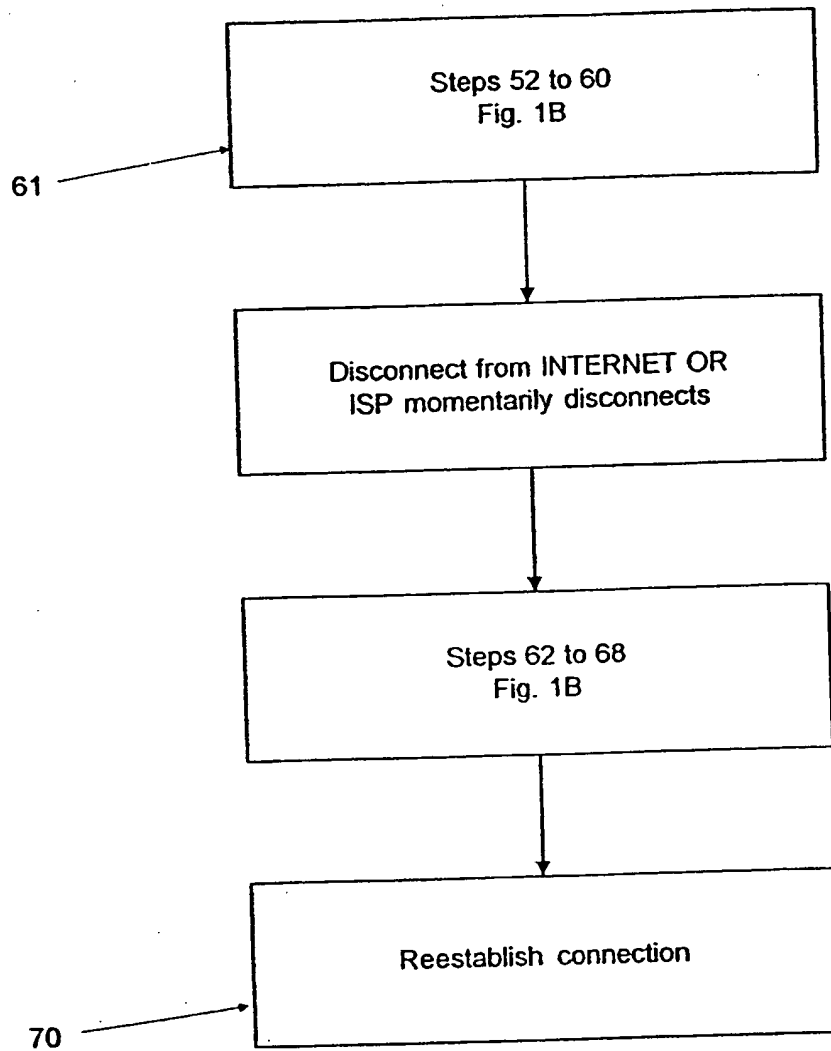 Steps 52 to 60
Fig. 1B
61
Disconnect from INTERNET OR
ISP momentarily disconnects
Steps 62 to 68
Fig. 1B
Reestablish connection
70